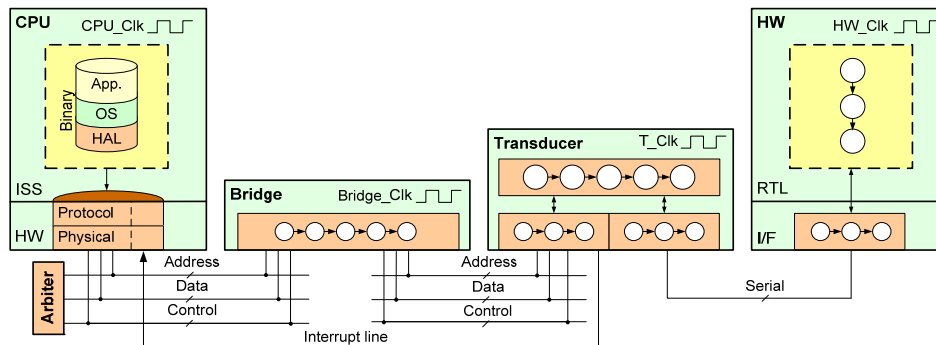 CPU
CPU_Clk
Binary
App.
OS
HAL
ISS
Protocol
HW
Physical
Arbiter
Address
Data
Control
Bridge
Bridge_Clk
Interrupt line
Transducer
T_Clk
Address
Data
Control
Serial
HW
HW_Clk
RTL
I/F